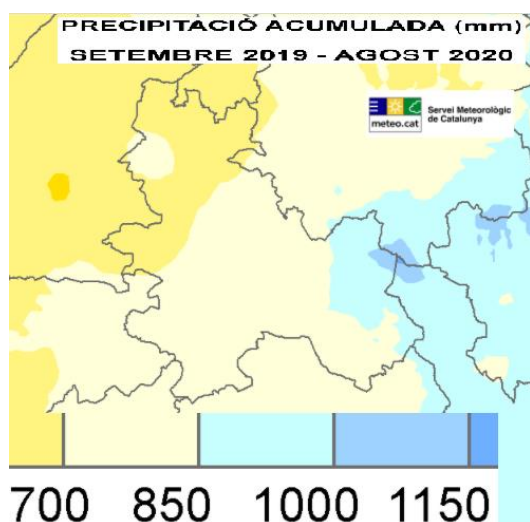 PRECIPITACIÓ ACUMULADA (mm)
SETEMBRE 2019 - AGOST 2020
meteo.cat
Servei Meteorològic
de Catalunya
700 850 1000 1150